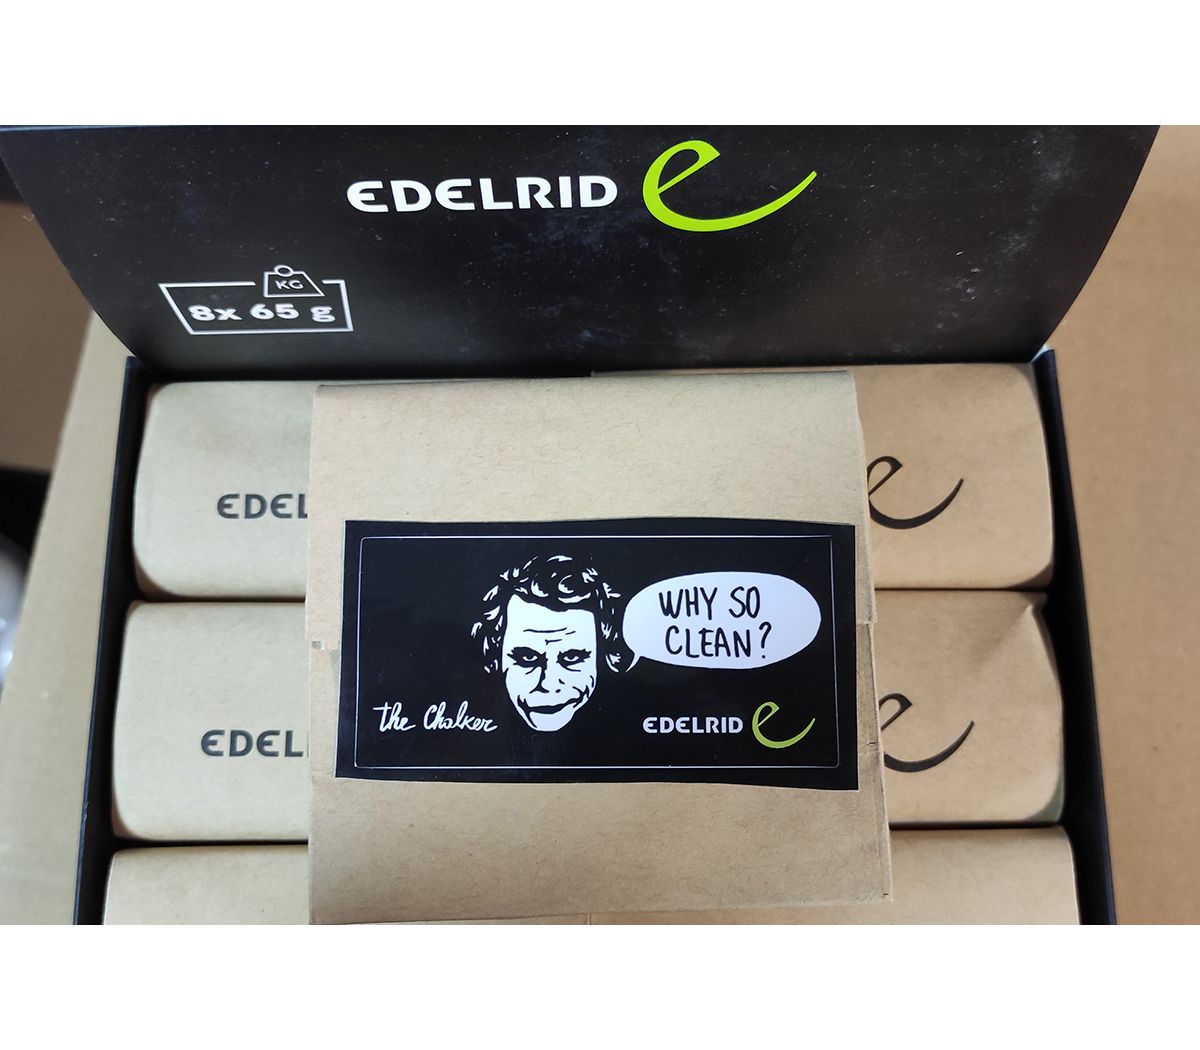 EDELRID e
KG
8x 65 g
EDEL
e
WHY SO
CLEAN?
the Chalker
EDELRID e
EDEL
e